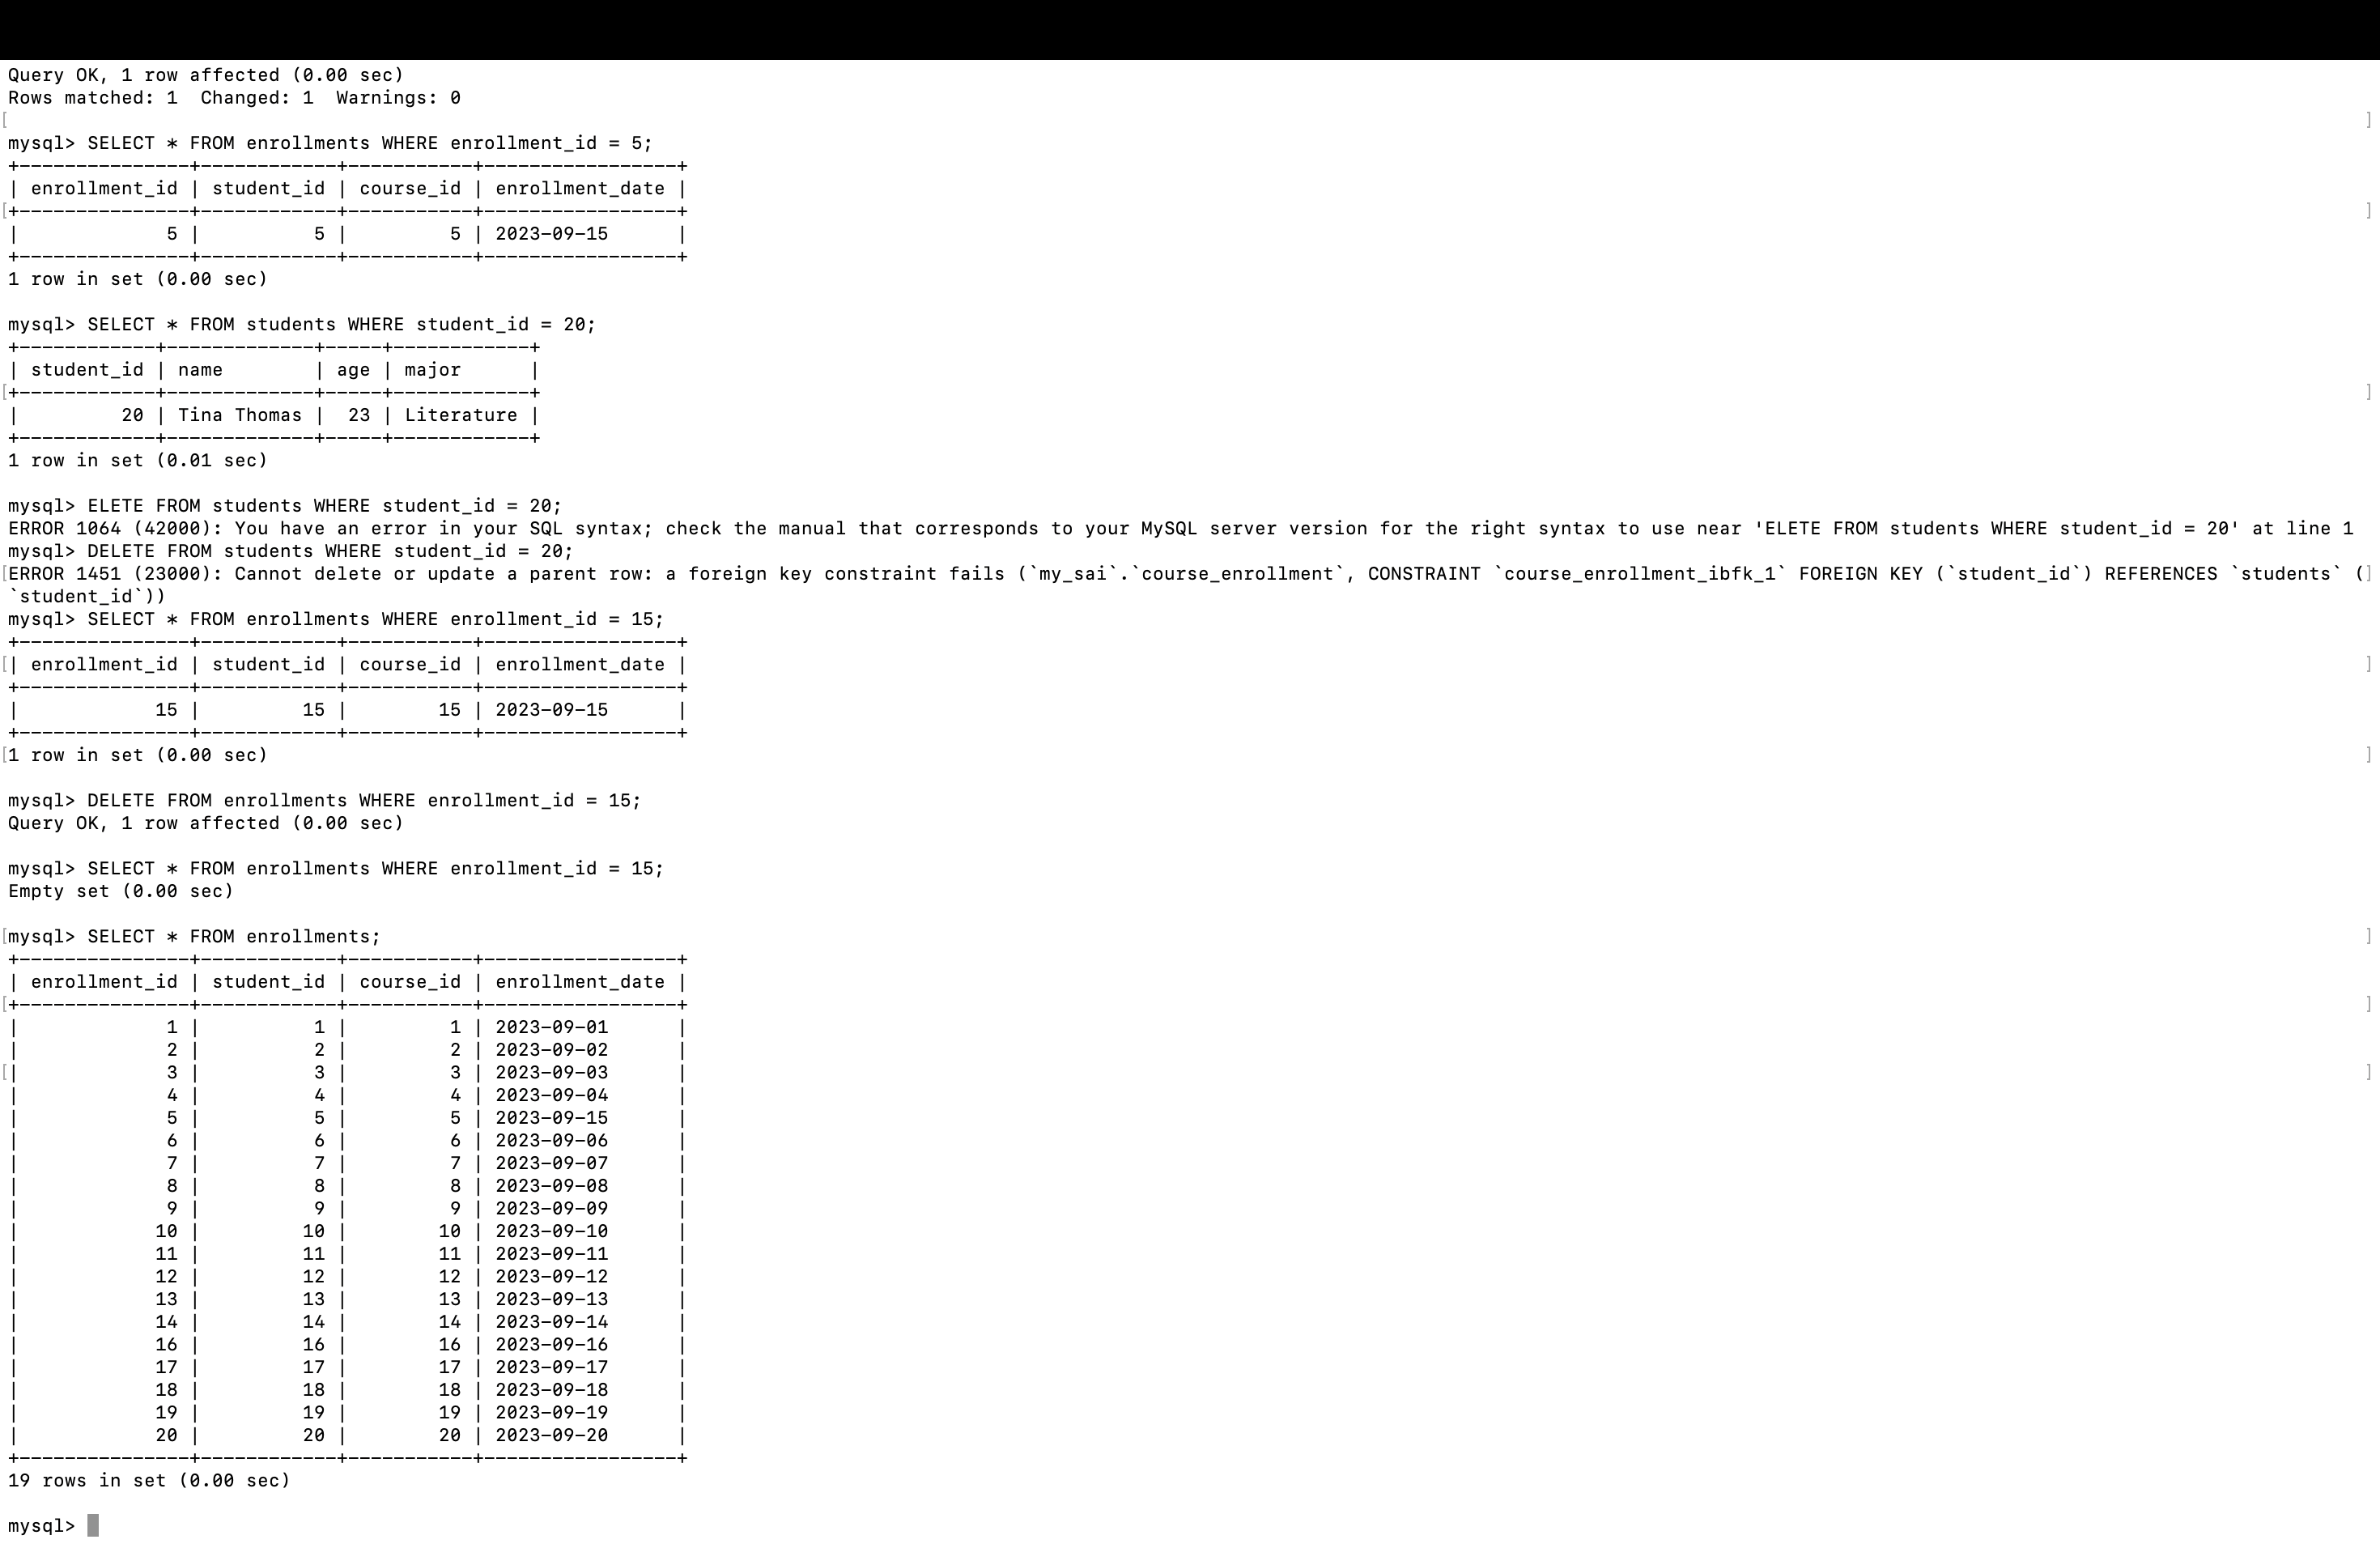 Query OK, 1 row affected (0.00 sec)
Rows matched: 1  Changed: 1  Warnings: 0
[ ]
mysql> SELECT * FROM enrollments WHERE enrollment_id = 5;
+---------------+------------+-----------+-----------------+
| enrollment_id | student_id | course_id | enrollment_date |
[+---------------+------------+-----------+-----------------+ ]
|             5 |          5 |         5 | 2023-09-15      |
+---------------+------------+-----------+-----------------+
1 row in set (0.00 sec)

mysql> SELECT * FROM students WHERE student_id = 20;
+------------+-------------+-----+------------+
| student_id | name        | age | major      |
[+------------+-------------+-----+------------+ ]
|         20 | Tina Thomas |  23 | Literature |
+------------+-------------+-----+------------+
1 row in set (0.01 sec)

mysql> ELETE FROM students WHERE student_id = 20;
ERROR 1064 (42000): You have an error in your SQL syntax; check the manual that corresponds to your MySQL server version for the right syntax to use near 'ELETE FROM students WHERE student_id = 20' at line 1
mysql> DELETE FROM students WHERE student_id = 20;
[ERROR 1451 (23000): Cannot delete or update a parent row: a foreign key constraint fails (`my_sai`.`course_enrollment`, CONSTRAINT `course_enrollment_ibfk_1` FOREIGN KEY (`student_id`) REFERENCES `students` (]
`student_id`))
mysql> SELECT * FROM enrollments WHERE enrollment_id = 15;
+---------------+------------+-----------+-----------------+
[| enrollment_id | student_id | course_id | enrollment_date | ]
+---------------+------------+-----------+-----------------+
|            15 |         15 |        15 | 2023-09-15      |
+---------------+------------+-----------+-----------------+
[1 row in set (0.00 sec) ]

mysql> DELETE FROM enrollments WHERE enrollment_id = 15;
Query OK, 1 row affected (0.00 sec)

mysql> SELECT * FROM enrollments WHERE enrollment_id = 15;
Empty set (0.00 sec)

[mysql> SELECT * FROM enrollments; ]
+---------------+------------+-----------+-----------------+
| enrollment_id | student_id | course_id | enrollment_date |
[+---------------+------------+-----------+-----------------+ ]
|             1 |          1 |         1 | 2023-09-01      |
|             2 |          2 |         2 | 2023-09-02      |
[|             3 |          3 |         3 | 2023-09-03      | ]
|             4 |          4 |         4 | 2023-09-04      |
|             5 |          5 |         5 | 2023-09-15      |
|             6 |          6 |         6 | 2023-09-06      |
|             7 |          7 |         7 | 2023-09-07      |
|             8 |          8 |         8 | 2023-09-08      |
|             9 |          9 |         9 | 2023-09-09      |
|            10 |         10 |        10 | 2023-09-10      |
|            11 |         11 |        11 | 2023-09-11      |
|            12 |         12 |        12 | 2023-09-12      |
|            13 |         13 |        13 | 2023-09-13      |
|            14 |         14 |        14 | 2023-09-14      |
|            16 |         16 |        16 | 2023-09-16      |
|            17 |         17 |        17 | 2023-09-17      |
|            18 |         18 |        18 | 2023-09-18      |
|            19 |         19 |        19 | 2023-09-19      |
|            20 |         20 |        20 | 2023-09-20      |
+---------------+------------+-----------+-----------------+
19 rows in set (0.00 sec)

mysql>